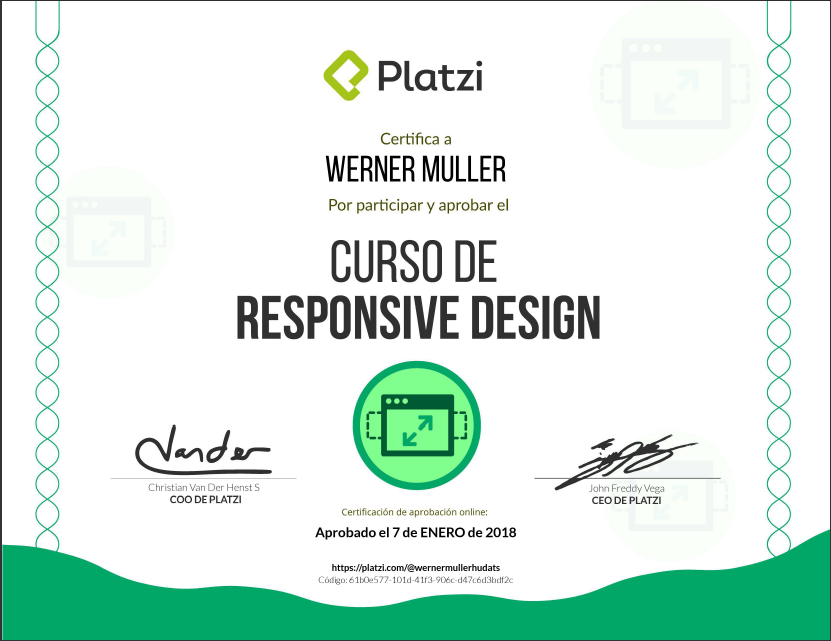 Platzi
Certifica a
WERNER MULLER
Por participar y aprobar el
CURSO DE
RESPONSIVE DESIGN
Vander
Christian Van Der Henst S
COO DE PLATZI
John Freddy Vega
CEO DE PLATZI
Certificación de aprobación online:
Aprobado el 7 de ENERO de 2018
https://platzi.com/@wernermullerhudats
Código: 61b0e577-101d-41f3-906c-d47c6d3bdf2c